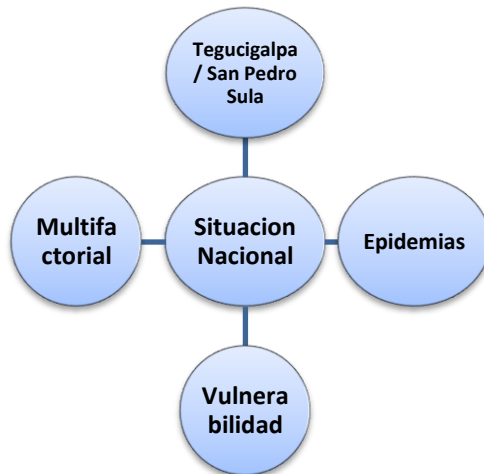 Tegucigalpa
/ San Pedro
Sula
Multifa
ctorial
Situacion
Nacional
Epidemias
Vulnera
bilidad